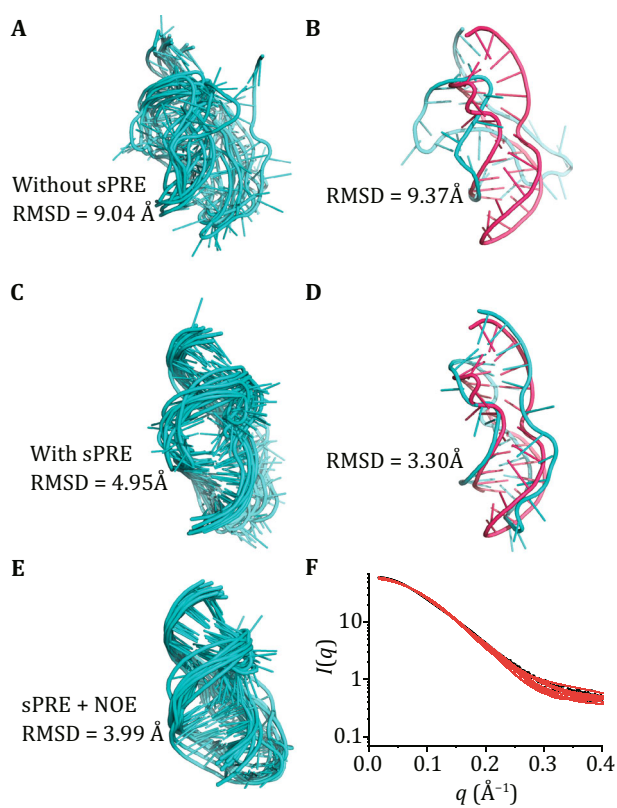 A
Without sPRE
RMSD = 9.04 Å
B
RMSD = 9.37Å
C
With sPRE
RMSD = 4.95Å
D
RMSD = 3.30Å
E
sPRE + NOE
RMSD = 3.99 Å
F
I(q)
10
1
0.1
0 0.1 0.2 0.3 0.4
q (Å⁻¹)